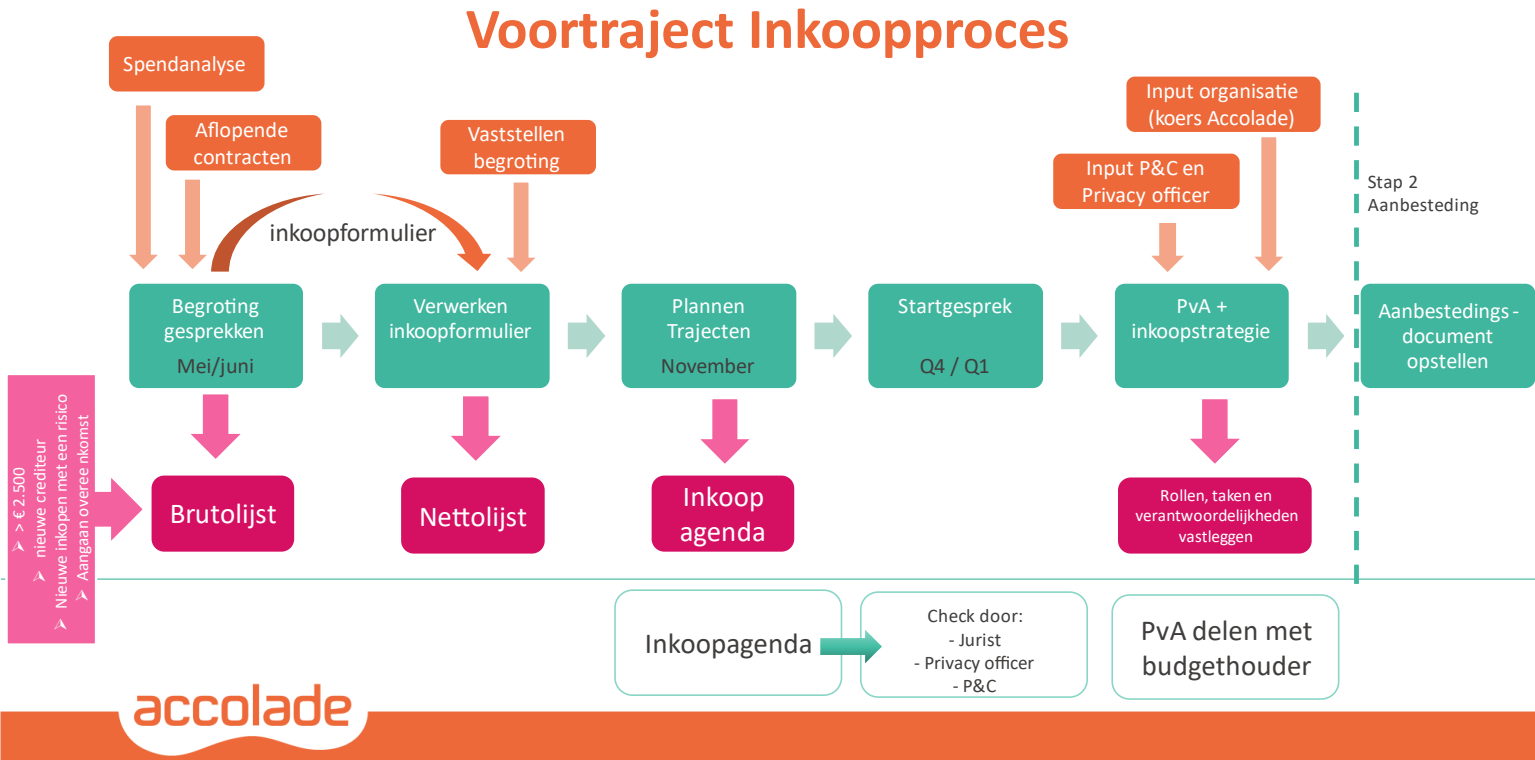 Voortraject Inkoopproces
Spendanalyse
Aflopende
contracten
Vaststellen
begroting
Input organisatie
(koers Accolade)
Input P&C en
Privacy officer
Stap 2
Aanbesteding
inkoopformulier
Begroting
gesprekken
Mei/juni
Verwerken
inkoopformulier
Plannen
Trajecten
November
Startgesprek
Q4 / Q1
PvA +
inkoopstrategie
Aanbestedings -
document
opstellen
➢ > € 2.500
➢ nieuwe crediteur
➢ Nieuwe inkopen met een risico
➢ Aangaan overee nkomst
Brutolijst
Nettolijst
Inkoop
agenda
Rollen, taken en
verantwoordelijkheden
vastleggen
Inkoopagenda
Check door:
- Jurist
- Privacy officer
- P&C
PvA delen met
budgethouder
accolade